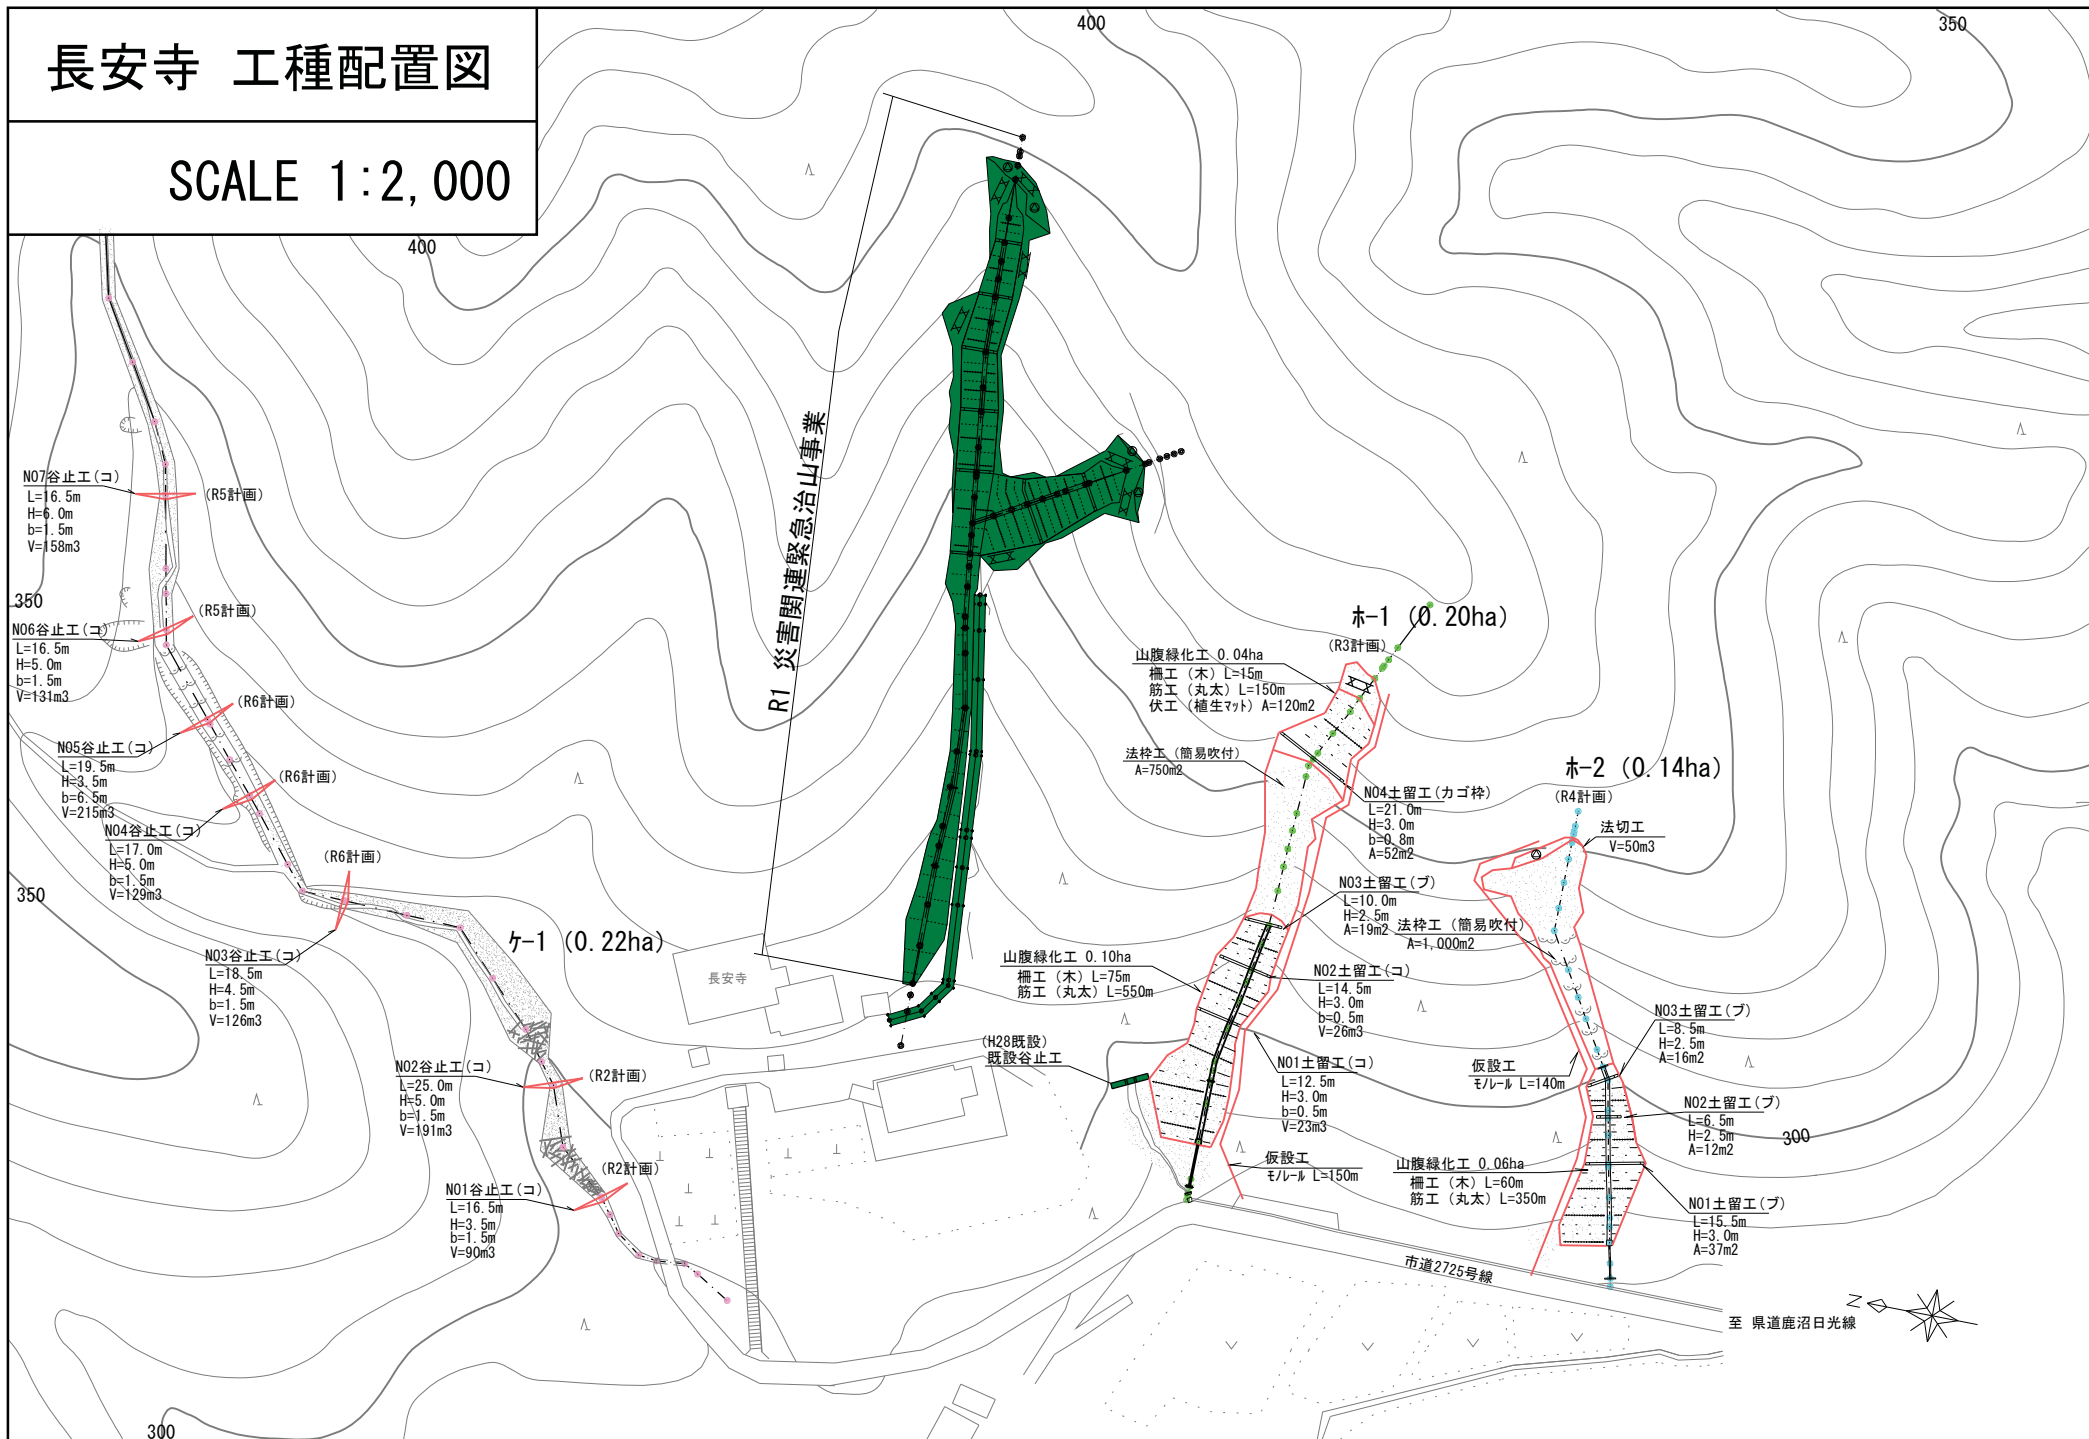 長安寺 工種配置図
SCALE 1:2,000
400
350
400
R1 災害関連緊急治山事業
NO7谷止工(コ)
(R5計画)
L=16.5m
H=6.0m
b=1.5m
V=158m3
350
(R5計画)
NO6谷止工(コ)
L=16.5m
H=5.0m
b=1.5m
V=131m3
(R6計画)
NO5谷止工(コ)
L=19.5m
H=3.5m
b=6.5m
V=215m3
(R6計画)
NO4谷止工(コ)
L=17.0m
H=5.0m
b=1.5m
V=129m3
(R6計画)
350
NO3谷止工(コ)
L=18.5m
H=4.5m
b=1.5m
V=126m3
ケ-1 (0.22ha)
NO2谷止工(コ)
(R2計画)
L=25.0m
H=5.0m
b=1.5m
V=191m3
(R2計画)
NO1谷止工(コ)
L=16.5m
H=3.5m
b=1.5m
V=90m3
300
長安寺
(H28既設)
既設谷止工
ホ-1 (0.20ha)
(R3計画)
山腹緑化工 0.04ha
柵工(木) L=15m
筋工(丸太) L=150m
伏工(植生マット) A=120m2
法枠工(簡易吹付)
A=750m2
NO4土留工(カゴ枠)
L=21.0m
H=3.0m
b=0.8m
A=52m2
NO3土留工(ブ)
L=10.0m
H=2.5m
A=19m2
山腹緑化工 0.10ha
柵工(木) L=75m
筋工(丸太) L=550m
NO2土留工(コ)
L=14.5m
H=3.0m
b=0.5m
V=26m3
NO1土留工(コ)
L=12.5m
H=3.0m
b=0.5m
V=23m3
仮設工
モノレール L=150m
ホ-2 (0.14ha)
(R4計画)
法切工
V=50m3
法枠工(簡易吹付)
A=1,000m2
NO3土留工(ブ)
L=8.5m
H=2.5m
A=16m2
仮設工
モノレール L=140m
NO2土留工(ブ)
L=6.5m
H=2.5m
A=12m2
300
山腹緑化工 0.06ha
柵工(木) L=60m
筋工(丸太) L=350m
NO1土留工(ブ)
L=15.5m
H=3.0m
A=37m2
市道2725号線
至 県道鹿沼日光線
Z